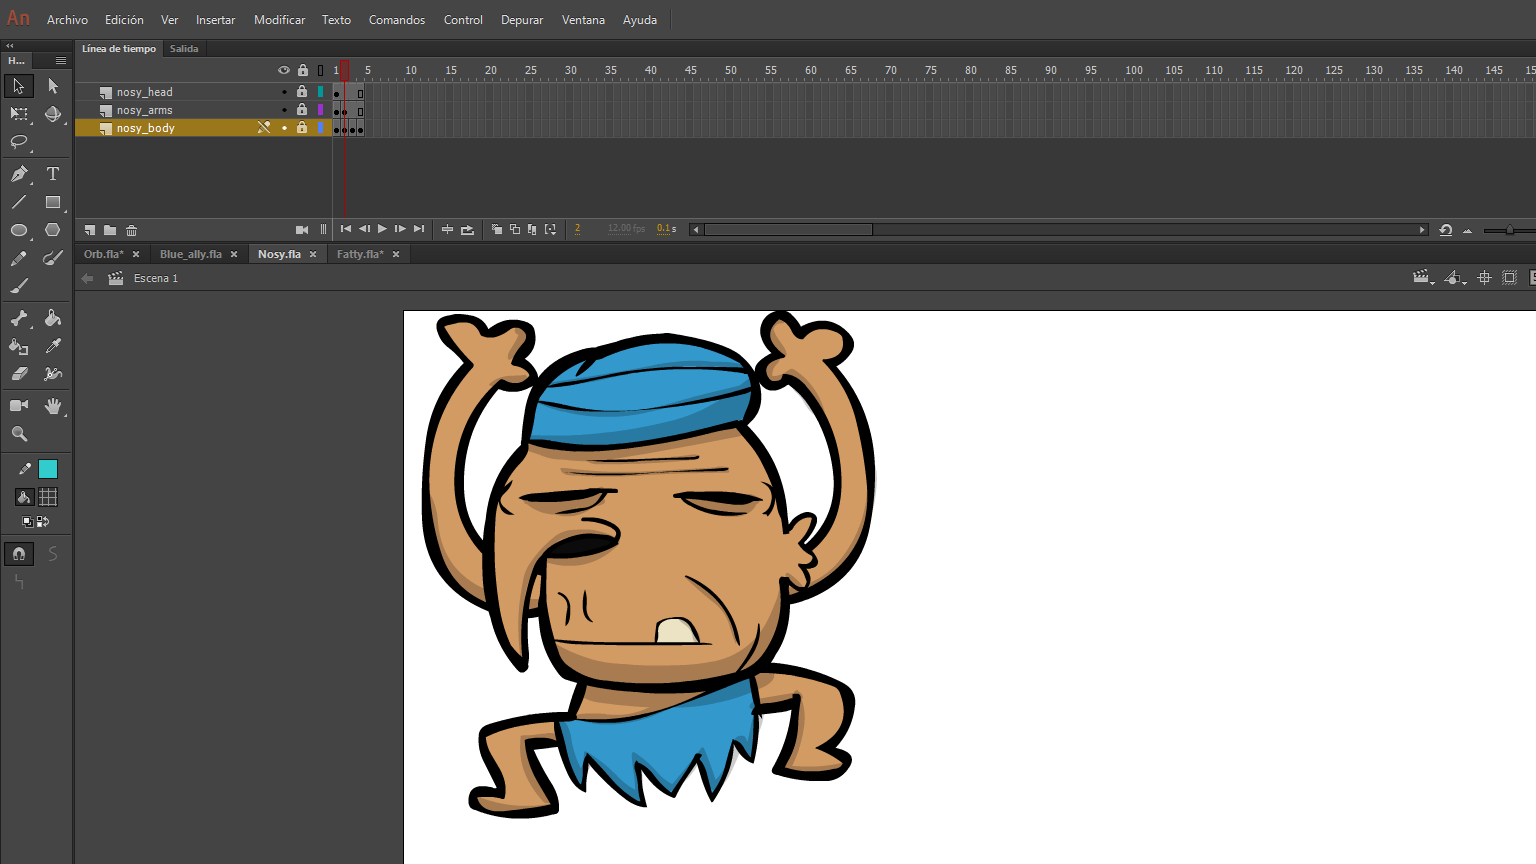 An Archivo Edición Ver Insertar Modificar Texto Comandos Control Depurar Ventana Ayuda
H... Línea de tiempo Salida
1 5 10 15 20 25 30 35 40 45 50 55 60 65 70 75 80 85 90 95 100 105 110 115 120 125 130 135 140 145 15
nosy_head
nosy_arms
nosy_body
T
2 12.00 fps 0.1 s
Orb.fla* Blue_ally.fla Nosy.fla Fatty.fla*
Escena 1